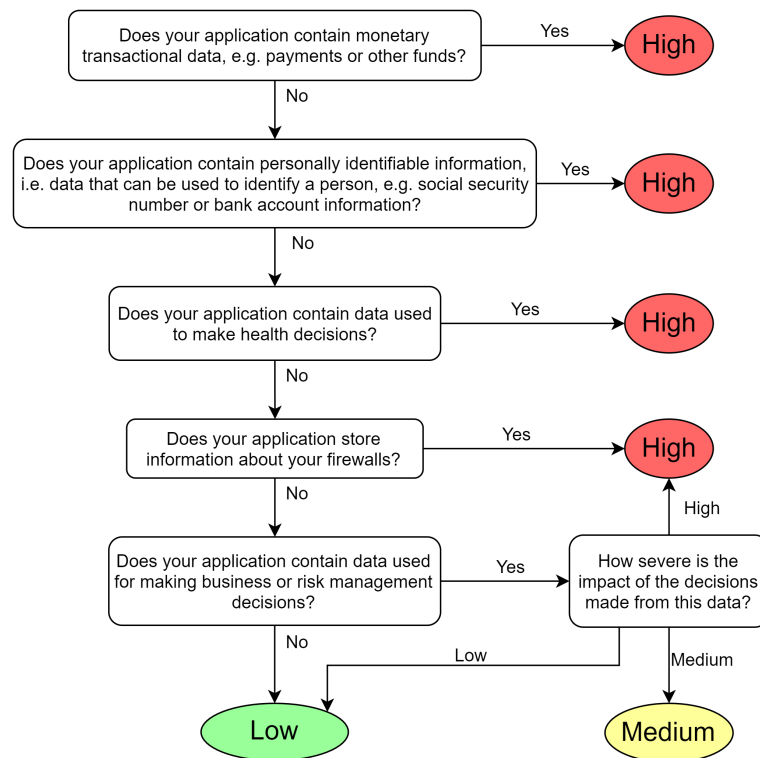 Does your application contain monetary
transactional data, e.g. payments or other funds?
Yes
High
No
Does your application contain personally identifiable information,
i.e. data that can be used to identify a person, e.g. social security
number or bank account information?
Yes
High
No
Does your application contain data used
to make health decisions?
Yes
High
No
Does your application store
information about your firewalls?
Yes
High
No
High
Does your application contain data used
for making business or risk management
decisions?
Yes
How severe is the
impact of the decisions
made from this data?
No
Low
Medium
Low
Medium